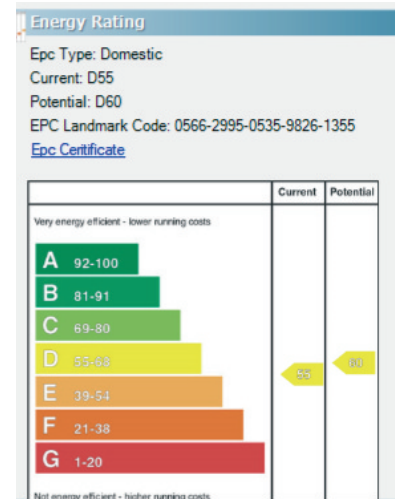 Energy Rating
Epc Type: Domestic
Current: D55
Potential: D60
EPC Landmark Code: 0566-2995-0535-9826-1355
Epc Ceritificate
Current Potential
Very energy efficient - lower running costs
A 92-100
B 81-91
C 69-80
D 55-68
55 60
E 39-54
F 21-38
G 1-20
Not energy efficient - higher running costs